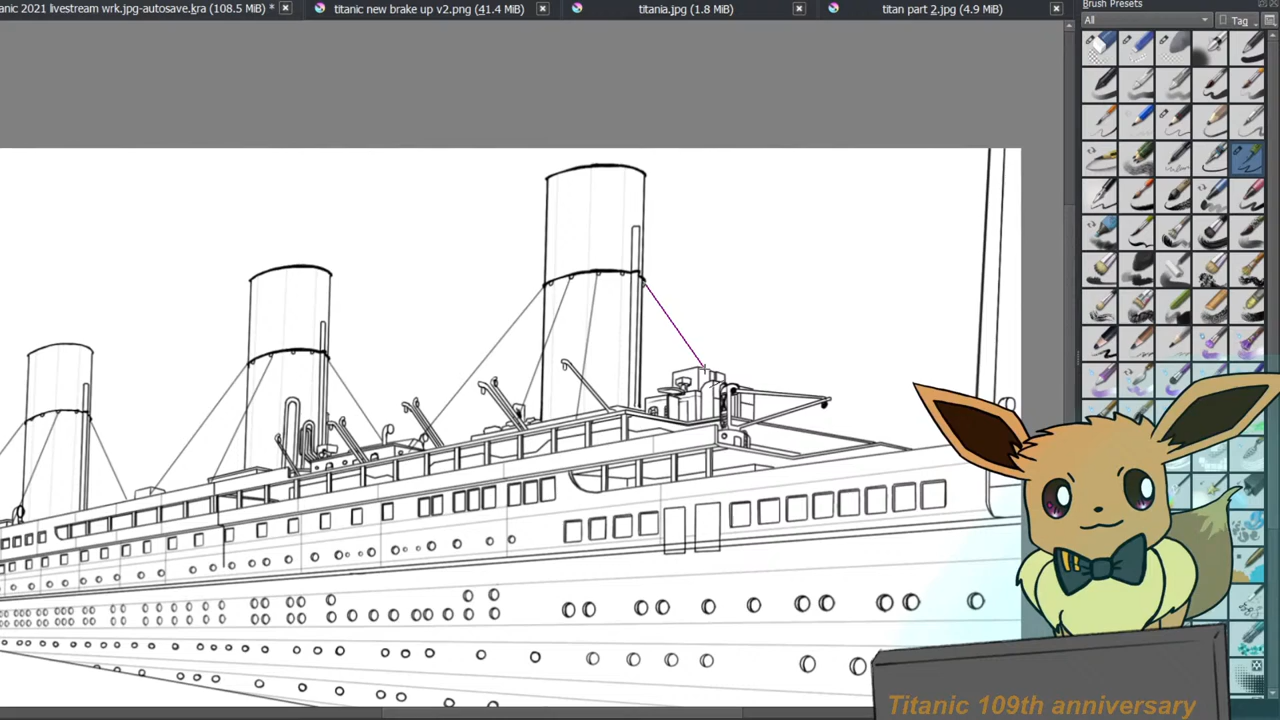 anic 2021 livestream wrk.jpg-autosave.kra (108.5 MiB) *
titanic new brake up v2.png (41.4 MiB)
titania.jpg (1.8 MiB)
titan part 2.jpg (4.9 MiB)
Brush Presets
All
Tag
Titanic 109th anniversary